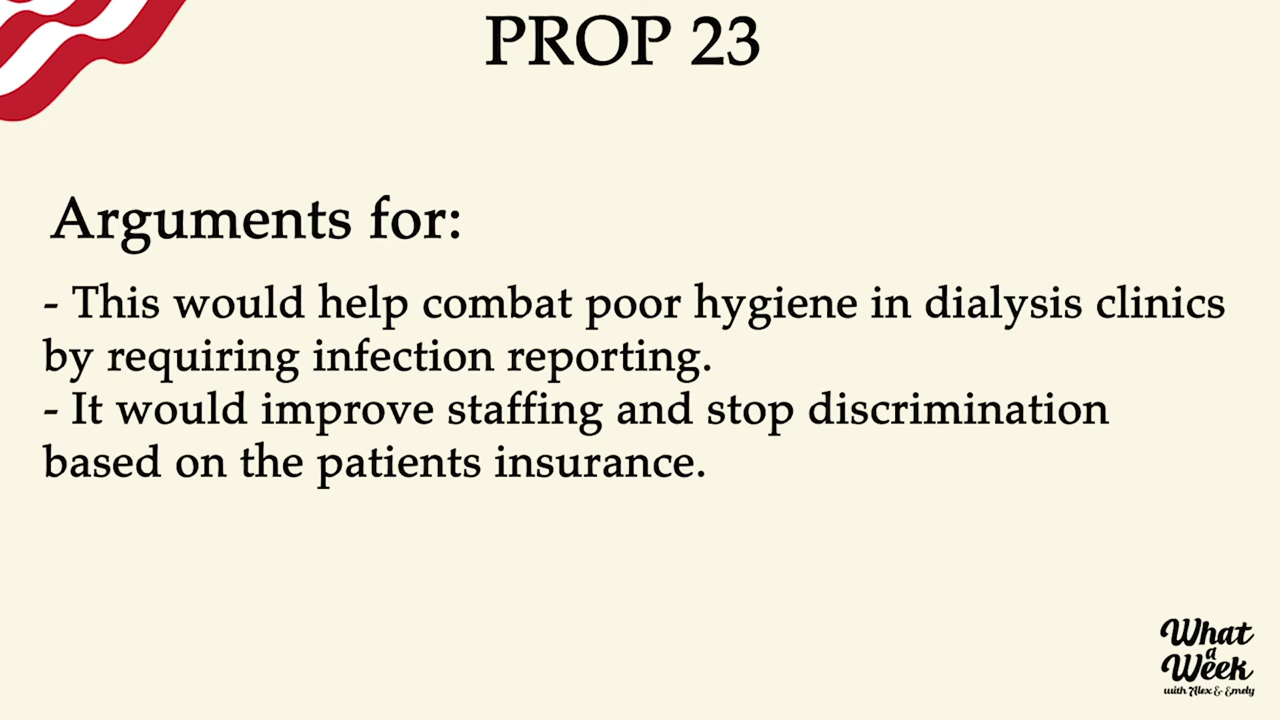 PROP 23
Arguments for:
- This would help combat poor hygiene in dialysis clinics
by requiring infection reporting.
- It would improve staffing and stop discrimination
based on the patients insurance.
What
a
Week
with Alex & Emely